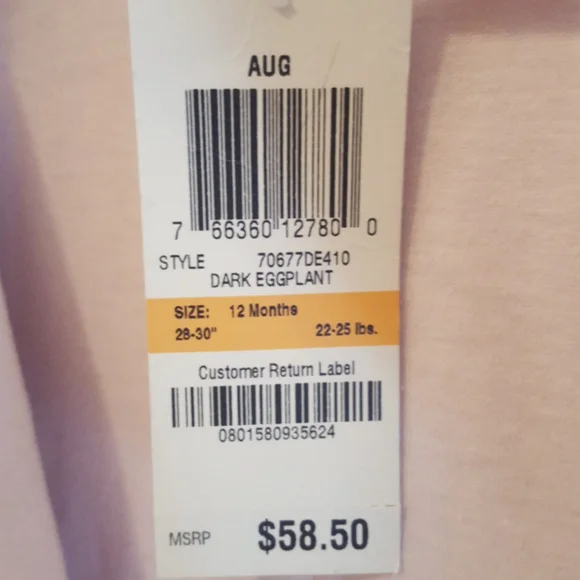 AUG
7 66360 12780 0
STYLE 70677DE410
DARK EGGPLANT
SIZE: 12 Months
28-30" 22-25 lbs.
Customer Return Label
0801580935624
MSRP $58.50